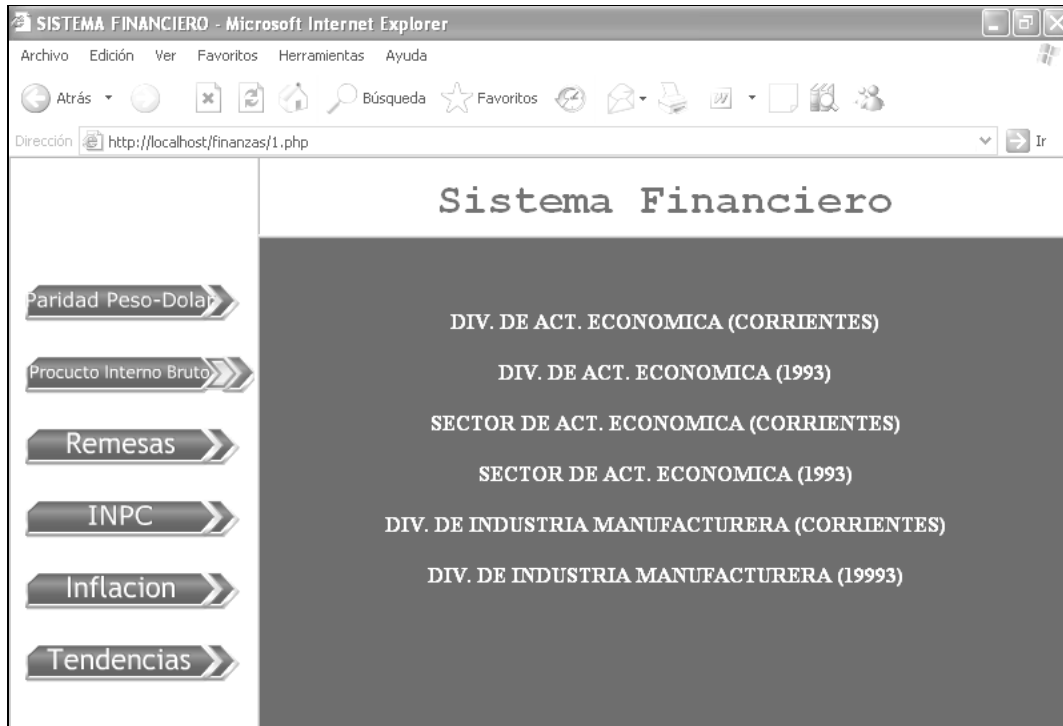 SISTEMA FINANCIERO - Microsoft Internet Explorer
Archivo Edición Ver Favoritos Herramientas Ayuda
Atrás Búsqueda Favoritos
Dirección http://localhost/finanzas/1.php Ir
Sistema Financiero
Paridad Peso-Dolar
Procucto Interno Bruto
Remesas
INPC
Inflacion
Tendencias
DIV. DE ACT. ECONOMICA (CORRIENTES)
DIV. DE ACT. ECONOMICA (1993)
SECTOR DE ACT. ECONOMICA (CORRIENTES)
SECTOR DE ACT. ECONOMICA (1993)
DIV. DE INDUSTRIA MANUFACTURERA (CORRIENTES)
DIV. DE INDUSTRIA MANUFACTURERA (19993)